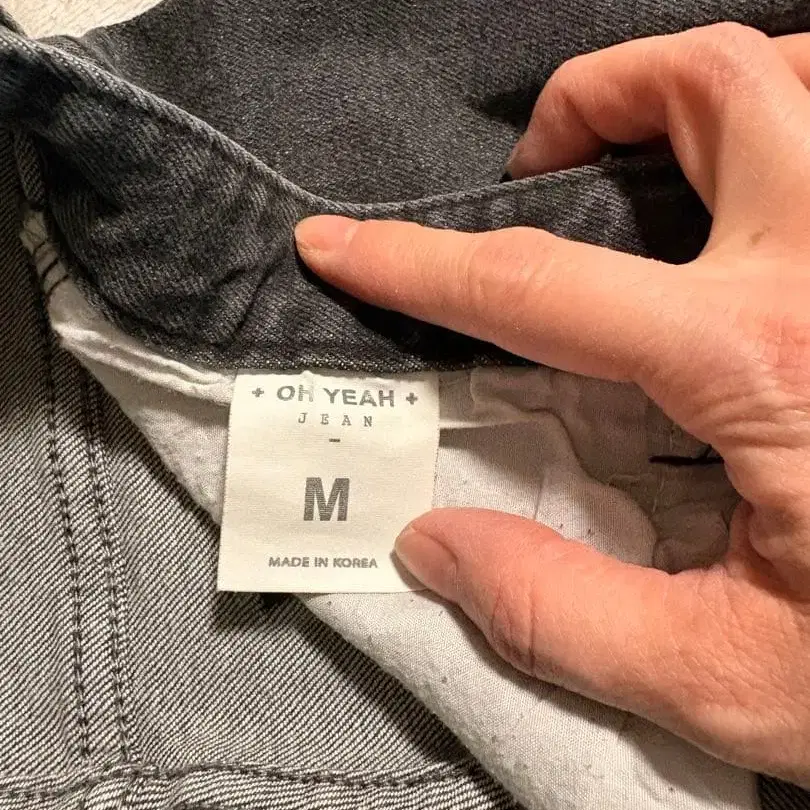 + OH YEAH +
JEAN
-
M
MADE IN KOREA